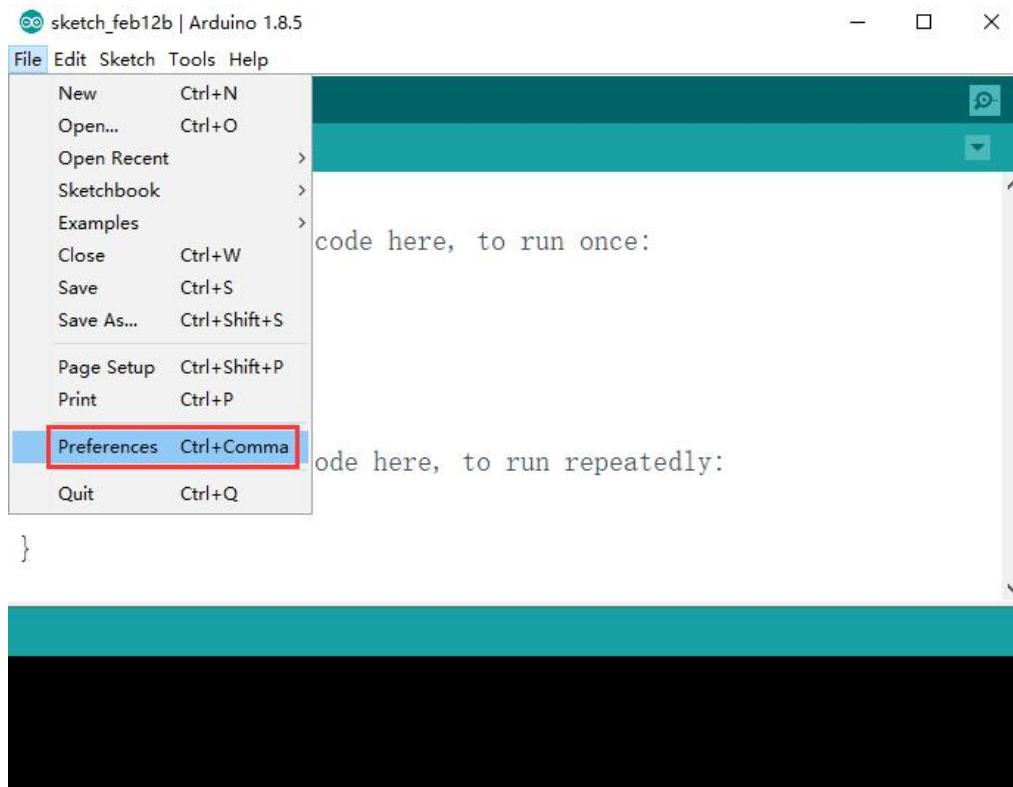 sketch_feb12b | Arduino 1.8.5
File Edit Sketch Tools Help
New Ctrl+N
Open... Ctrl+O
Open Recent
Sketchbook
Examples
Close Ctrl+W
Save Ctrl+S
Save As... Ctrl+Shift+S
Page Setup Ctrl+Shift+P
Print Ctrl+P
Preferences Ctrl+Comma
Quit Ctrl+Q
code here, to run once:
ode here, to run repeatedly:
}